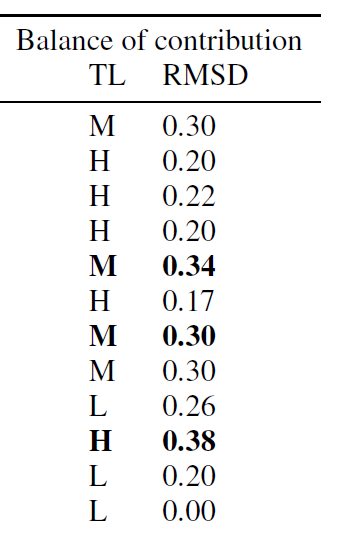 Balance of contribution
TL RMSD
M 0.30
H 0.20
H 0.22
H 0.20
M 0.34
H 0.17
M 0.30
M 0.30
L 0.26
H 0.38
L 0.20
L 0.00